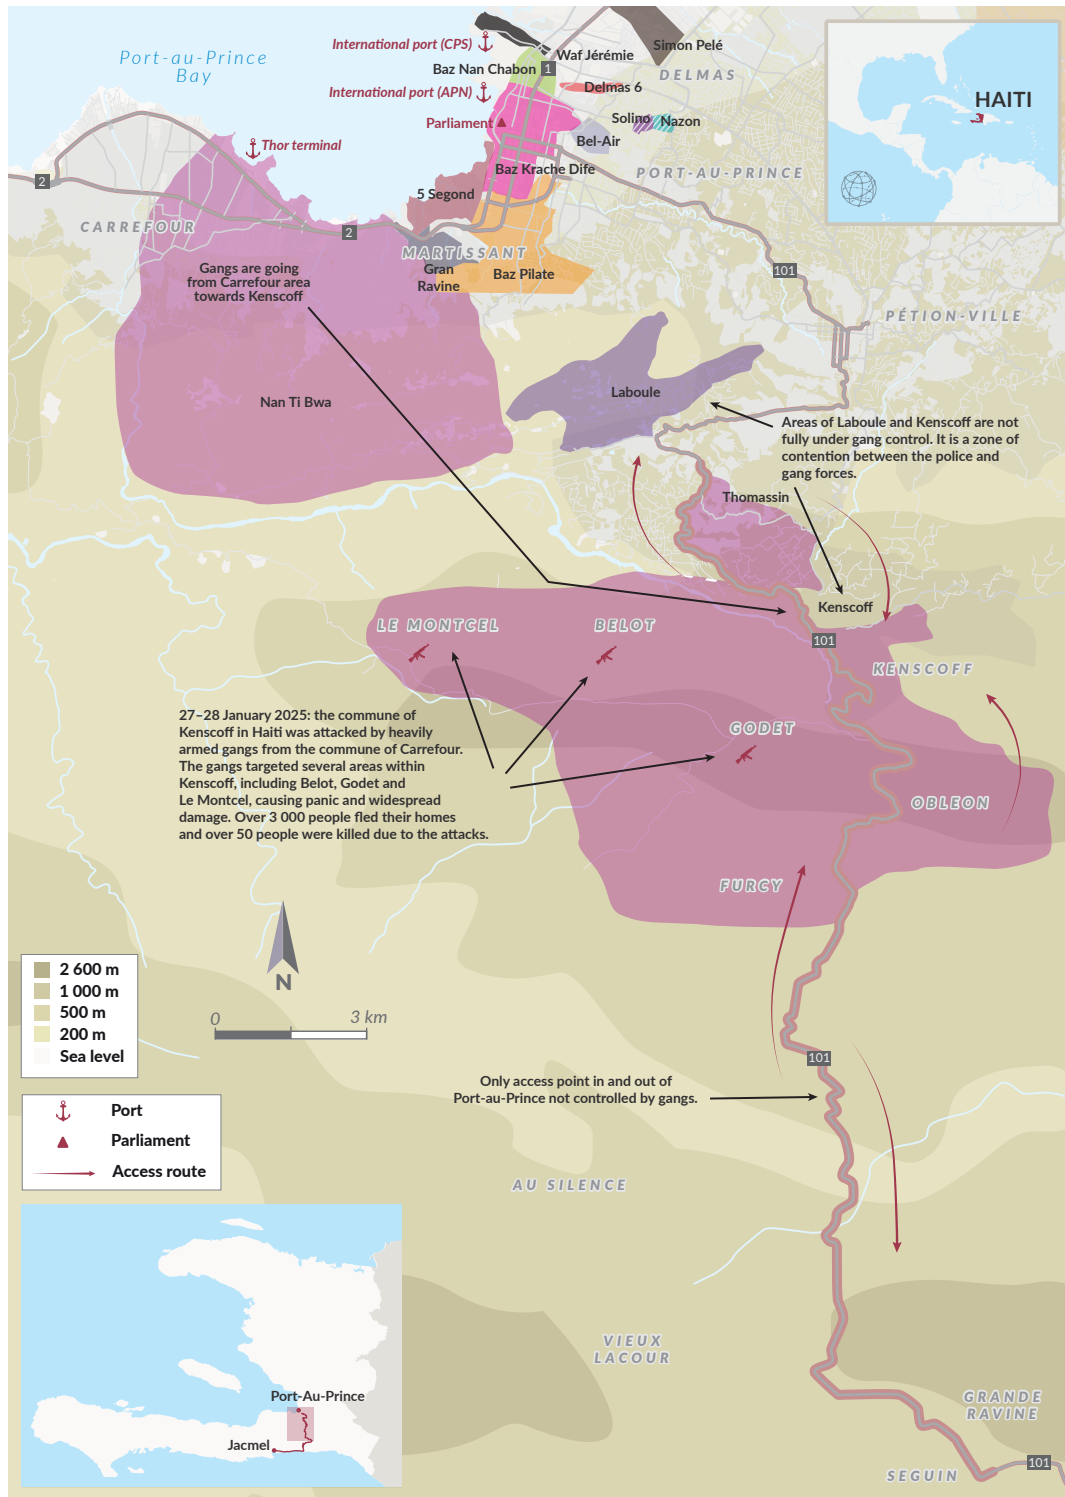 International port (CPS)
Waf Jérémie
Simon Pelé
Port-au-Prince
Bay
Baz Nan Chabon
1
DELMAS
HAITI
International port (APN)
Delmas 6
Parliament
Solino
Nazon
Thor terminal
Bel-Air
Baz Krache Dife
PORT-AU-PRINCE
2
5 Segond
CARREFOUR
2
MARTISSANT
Gangs are going
from Carrefour area
towards Kenscoff
Gran
Ravine
Baz Pilate
101
PÉTION-VILLE
Nan Ti Bwa
Laboule
Areas of Laboule and Kenscoff are not
fully under gang control. It is a zone of
contention between the police and
gang forces.
Thomassin
Kenscoff
LE MONTCEL
BELOT
101
KENSCOFF
27–28 January 2025: the commune of
Kenscoff in Haiti was attacked by heavily
armed gangs from the commune of Carrefour.
The gangs targeted several areas within
Kenscoff, including Belot, Godet and
Le Montcel, causing panic and widespread
damage. Over 3 000 people fled their homes
and over 50 people were killed due to the attacks.
GODET
OBLEON
FURCY
N
0
3 km
2 600 m
1 000 m
500 m
200 m
Sea level
101
Only access point in and out of
Port-au-Prince not controlled by gangs.
Port
Parliament
Access route
AU SILENCE
VIEUX
LACOUR
Port-Au-Prince
Jacmel
GRANDE
RAVINE
101
SEGUIN